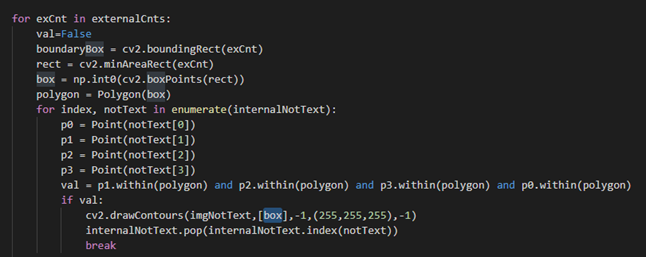 for exCnt in externalCnts:
    val=False
    boundaryBox = cv2.boundingRect(exCnt)
    rect = cv2.minAreaRect(exCnt)
    box = np.int0(cv2.boxPoints(rect))
    polygon = Polygon(box)
    for index, notText in enumerate(internalNotText):
        p0 = Point(notText[0])
        p1 = Point(notText[1])
        p2 = Point(notText[2])
        p3 = Point(notText[3])
        val = p1.within(polygon) and p2.within(polygon) and p3.within(polygon) and p0.within(polygon)
        if val:
            cv2.drawContours(imgNotText,[box],-1,(255,255,255),-1)
            internalNotText.pop(internalNotText.index(notText))
            break